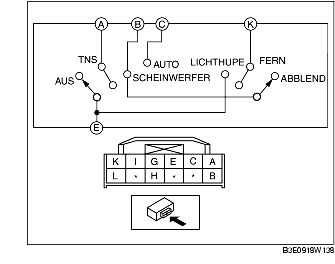 A B C K
TNS AUTO LICHTHUPE FERN
AUS SCHEINWERFER ABBLEND
E
K I G E C A
L * H * * B
B3E0918W138